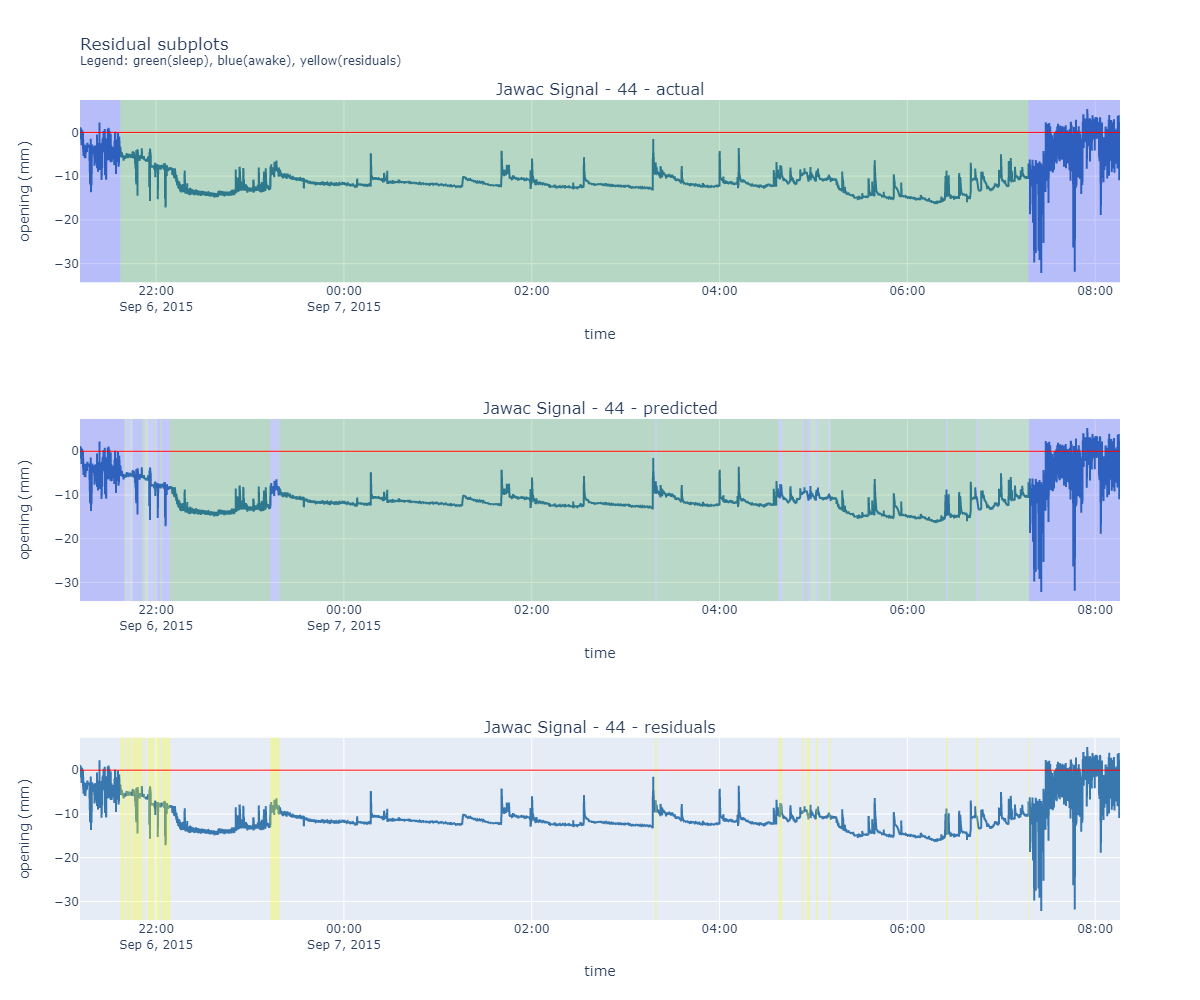 Residual subplots
Legend: green(sleep), blue(awake), yellow(residuals)
Jawac Signal - 44 - actual
0
−10
−20
−30
opening (mm)
22:00
Sep 6, 2015
00:00
Sep 7, 2015
02:00
04:00
06:00
08:00
time
Jawac Signal - 44 - predicted
0
−10
−20
−30
opening (mm)
22:00
Sep 6, 2015
00:00
Sep 7, 2015
02:00
04:00
06:00
08:00
time
Jawac Signal - 44 - residuals
0
−10
−20
−30
opening (mm)
22:00
Sep 6, 2015
00:00
Sep 7, 2015
02:00
04:00
06:00
08:00
time